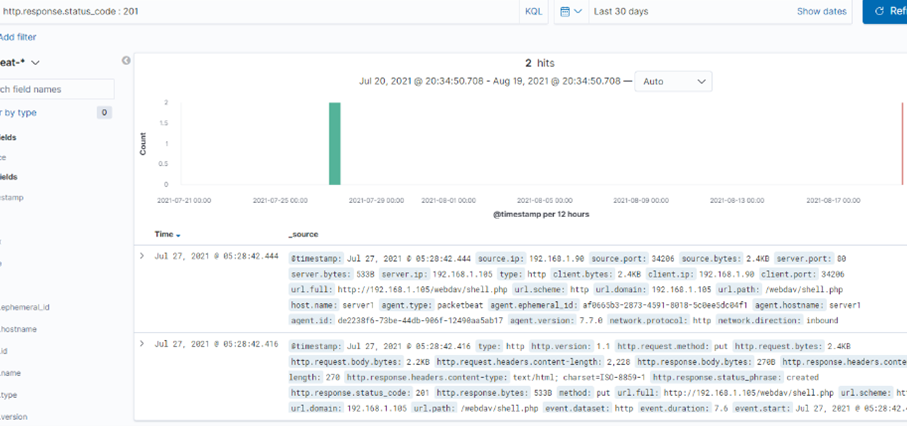 http.response.status_code : 201 KQL Last 30 days Show dates Ref
Add filter
eat-*
2 hits
Jul 20, 2021 @ 20:34:50.708 - Aug 19, 2021 @ 20:34:50.708 — Auto
ch field names
r by type 0
ields
ce
ields
estamp
.ephemeral_id
.hostname
.id
.name
.type
.version
Count
2
1.5
1
0.5
0
2021-07-21 00:00 2021-07-25 00:00 2021-07-29 00:00 2021-08-01 00:00 2021-08-05 00:00 2021-08-09 00:00 2021-08-13 00:00 2021-08-17 00:00
@timestamp per 12 hours
Time _source
Jul 27, 2021 @ 05:28:42.444 @timestamp: Jul 27, 2021 @ 05:28:42.444 source.ip: 192.168.1.90 source.port: 34206 source.bytes: 2.4KB server.port: 80
server.bytes: 533B server.ip: 192.168.1.105 type: http client.bytes: 2.4KB client.ip: 192.168.1.90 client.port: 34206
url.full: http://192.168.1.105/webdav/shell.php url.scheme: http url.domain: 192.168.1.105 url.path: /webdav/shell.php
host.name: server1 agent.type: packetbeat agent.ephemeral_id: af0665b3-2873-4591-8018-5c0ee5dc04f1 agent.hostname: server1
agent.id: de2238f6-73be-44db-906f-12490aa5ab17 agent.version: 7.7.0 network.protocol: http network.direction: inbound
Jul 27, 2021 @ 05:28:42.416 @timestamp: Jul 27, 2021 @ 05:28:42.416 type: http http.version: 1.1 http.request.method: put http.request.bytes: 2.4KB
http.request.body.bytes: 2.2KB http.request.headers.content-length: 2,228 http.response.body.bytes: 270B http.response.headers.conte
length: 270 http.response.headers.content-type: text/html; charset=ISO-8859-1 http.response.status_phrase: created
http.response.status_code: 201 http.response.bytes: 533B method: put url.full: http://192.168.1.105/webdav/shell.php url.scheme: htt
url.domain: 192.168.1.105 url.path: /webdav/shell.php event.dataset: http event.duration: 7.6 event.start: Jul 27, 2021 @ 05:28:42.4